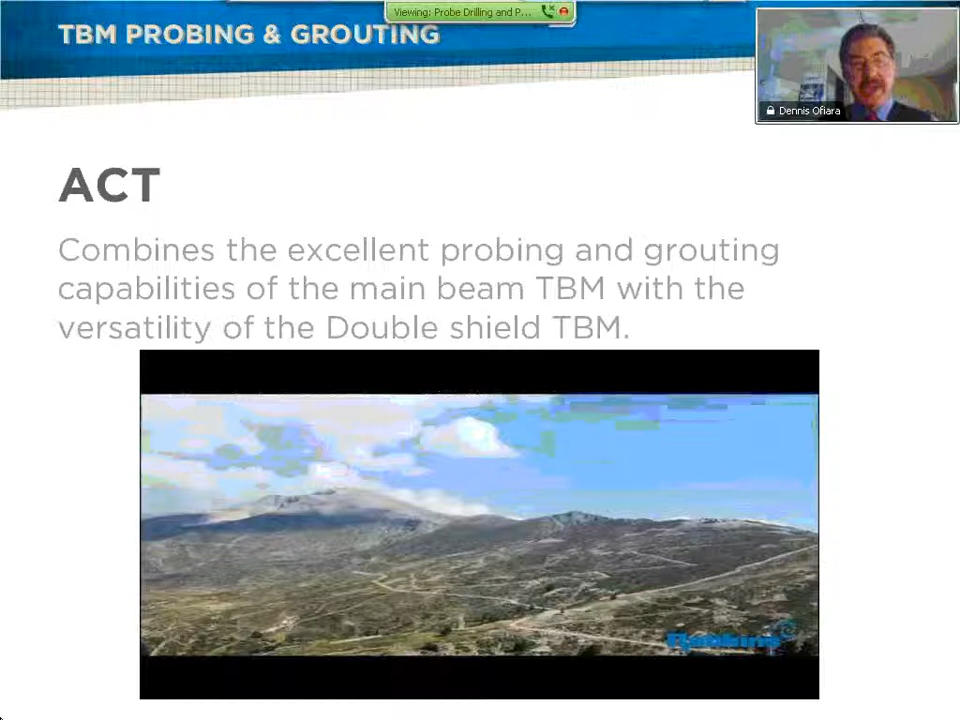 Viewing: Probe Drilling and P...
TBM PROBING & GROUTING
Dennis Ofiara
ACT
Combines the excellent probing and grouting
capabilities of the main beam TBM with the
versatility of the Double shield TBM.